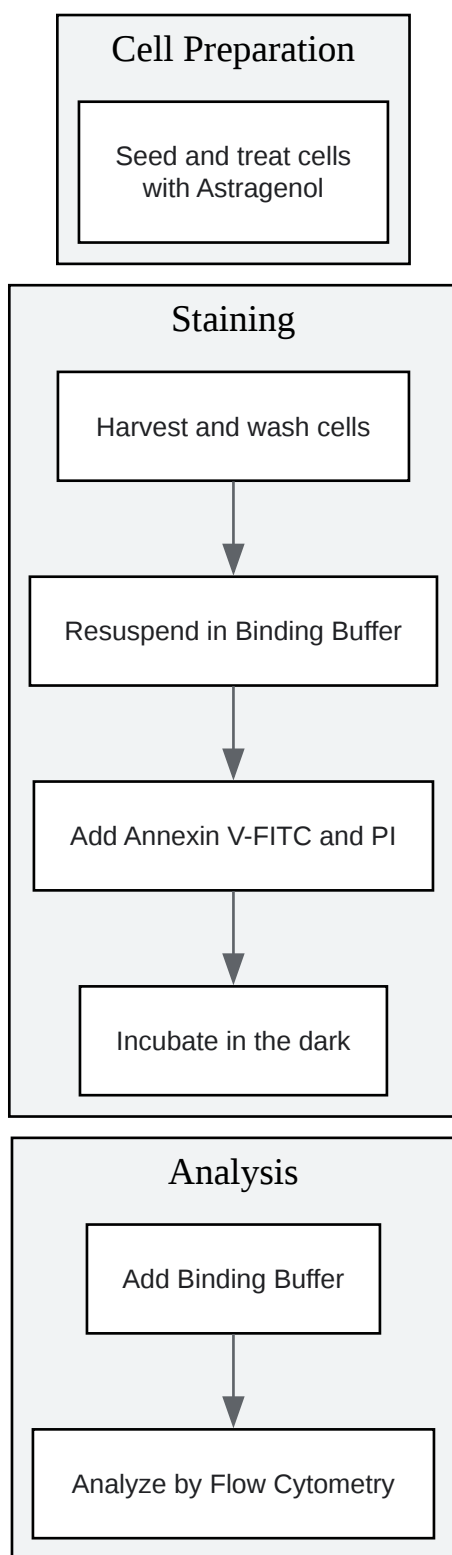 Cell Preparation
Seed and treat cells
with Astragenol
Staining
Harvest and wash cells
Resuspend in Binding Buffer
Add Annexin V-FITC and PI
Incubate in the dark
Analysis
Add Binding Buffer
Analyze by Flow Cytometry